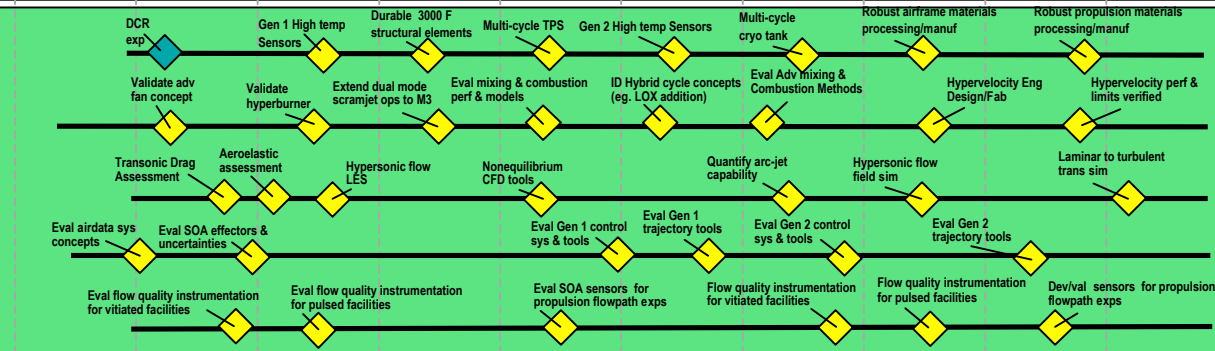 DCR
exp
Gen 1 High temp
Sensors
Durable 3000 F
structural elements
Multi-cycle TPS
Gen 2 High temp Sensors
Multi-cycle
cryo tank
Robust airframe materials
processing/manuf
Robust propulsion materials
processing/manuf
Validate adv
fan concept
Validate
hyperburner
Extend dual mode
scramjet ops to M3
Eval mixing & combustion
perf & models
ID Hybrid cycle concepts
(eg. LOX addition)
Eval Adv mixing &
Combustion Methods
Hypervelocity Eng
Design/Fab
Hypervelocity perf &
limits verified
Transonic Drag
Assessment
Aeroelastic
assessment
Hypersonic flow
LES
Nonequilibrium
CFD tools
Quantify arc-jet
capability
Hypersonic flow
field sim
Laminar to turbulent
trans sim
Eval airdata sys
concepts
Eval SOA effectors &
uncertainties
Eval Gen 1 control
sys & tools
Eval Gen 1
trajectory tools
Eval Gen 2 control
sys & tools
Eval Gen 2
trajectory tools
Eval flow quality instrumentation
for vitiated facilities
Eval flow quality instrumentation
for pulsed facilities
Eval SOA sensors for
propulsion flowpath exps
Flow quality instrumentation
for vitiated facilities
Flow quality instrumentation
for pulsed facilities
Dev/val sensors for propulsion
flowpath exps